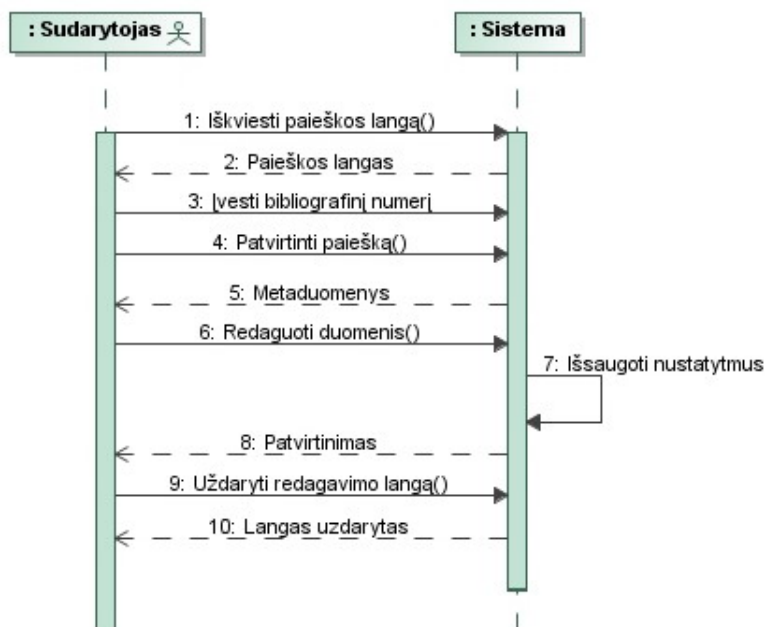 : Sudarytojas
: Sistema
1: Iškviesti paieškos langą()
2: Paieškos langas
3: Įvesti bibliografinį numerį
4: Patvirtinti paiešką()
5: Metaduomenys
6: Redaguoti duomenis()
7: Išsaugoti nustatytmus
8: Patvirtinimas
9: Uždaryti redagavimo langą()
10: Langas uzdarytas